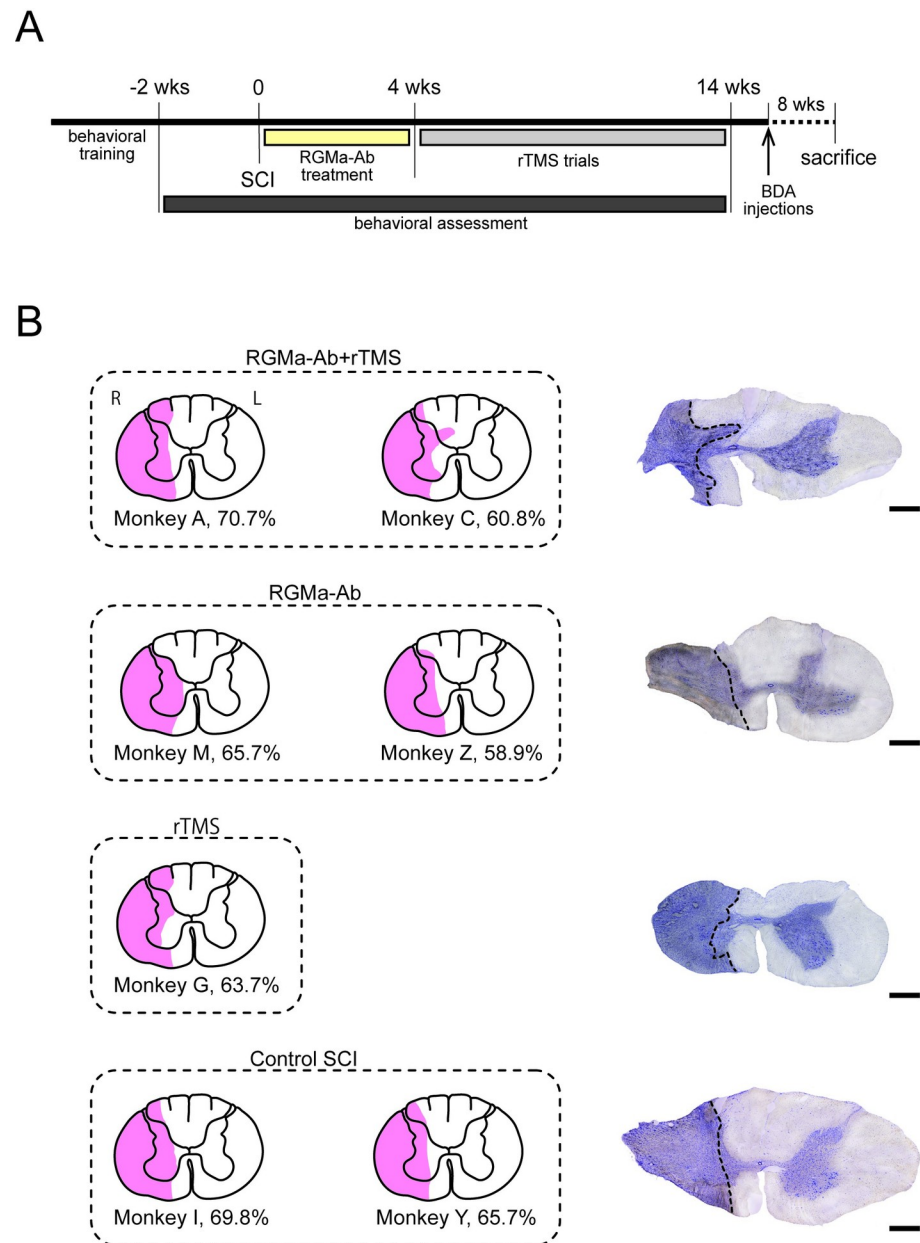 A
-2 wks 0 4 wks 14 wks 8 wks
behavioral
training
SCI
RGMa-Ab
treatment
rTMS trials
sacrifice
BDA
injections
behavioral assessment
B
RGMa-Ab+rTMS
R L
Monkey A, 70.7% Monkey C, 60.8%
RGMa-Ab
Monkey M, 65.7% Monkey Z, 58.9%
rTMS
Monkey G, 63.7%
Control SCI
Monkey I, 69.8% Monkey Y, 65.7%